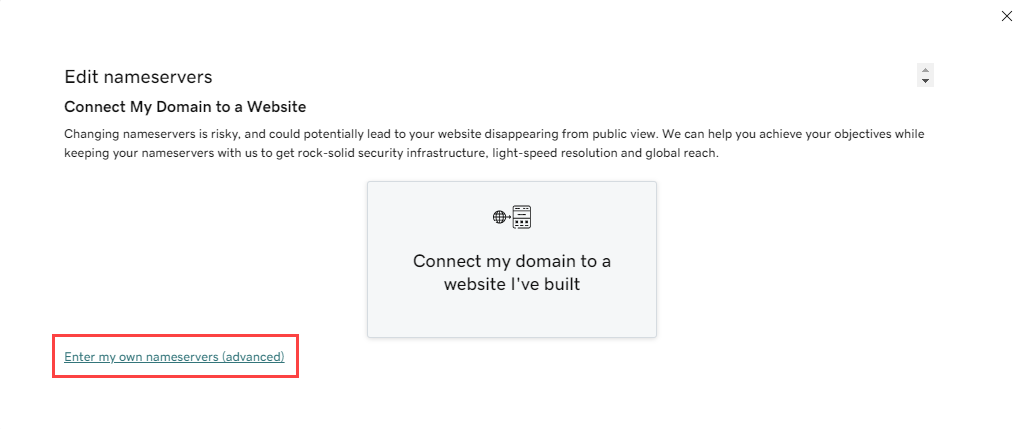 Edit nameservers
Connect My Domain to a Website
Changing nameservers is risky, and could potentially lead to your website disappearing from public view. We can help you achieve your objectives while
keeping your nameservers with us to get rock-solid security infrastructure, light-speed resolution and global reach.
Connect my domain to a
website I've built
Enter my own nameservers (advanced)